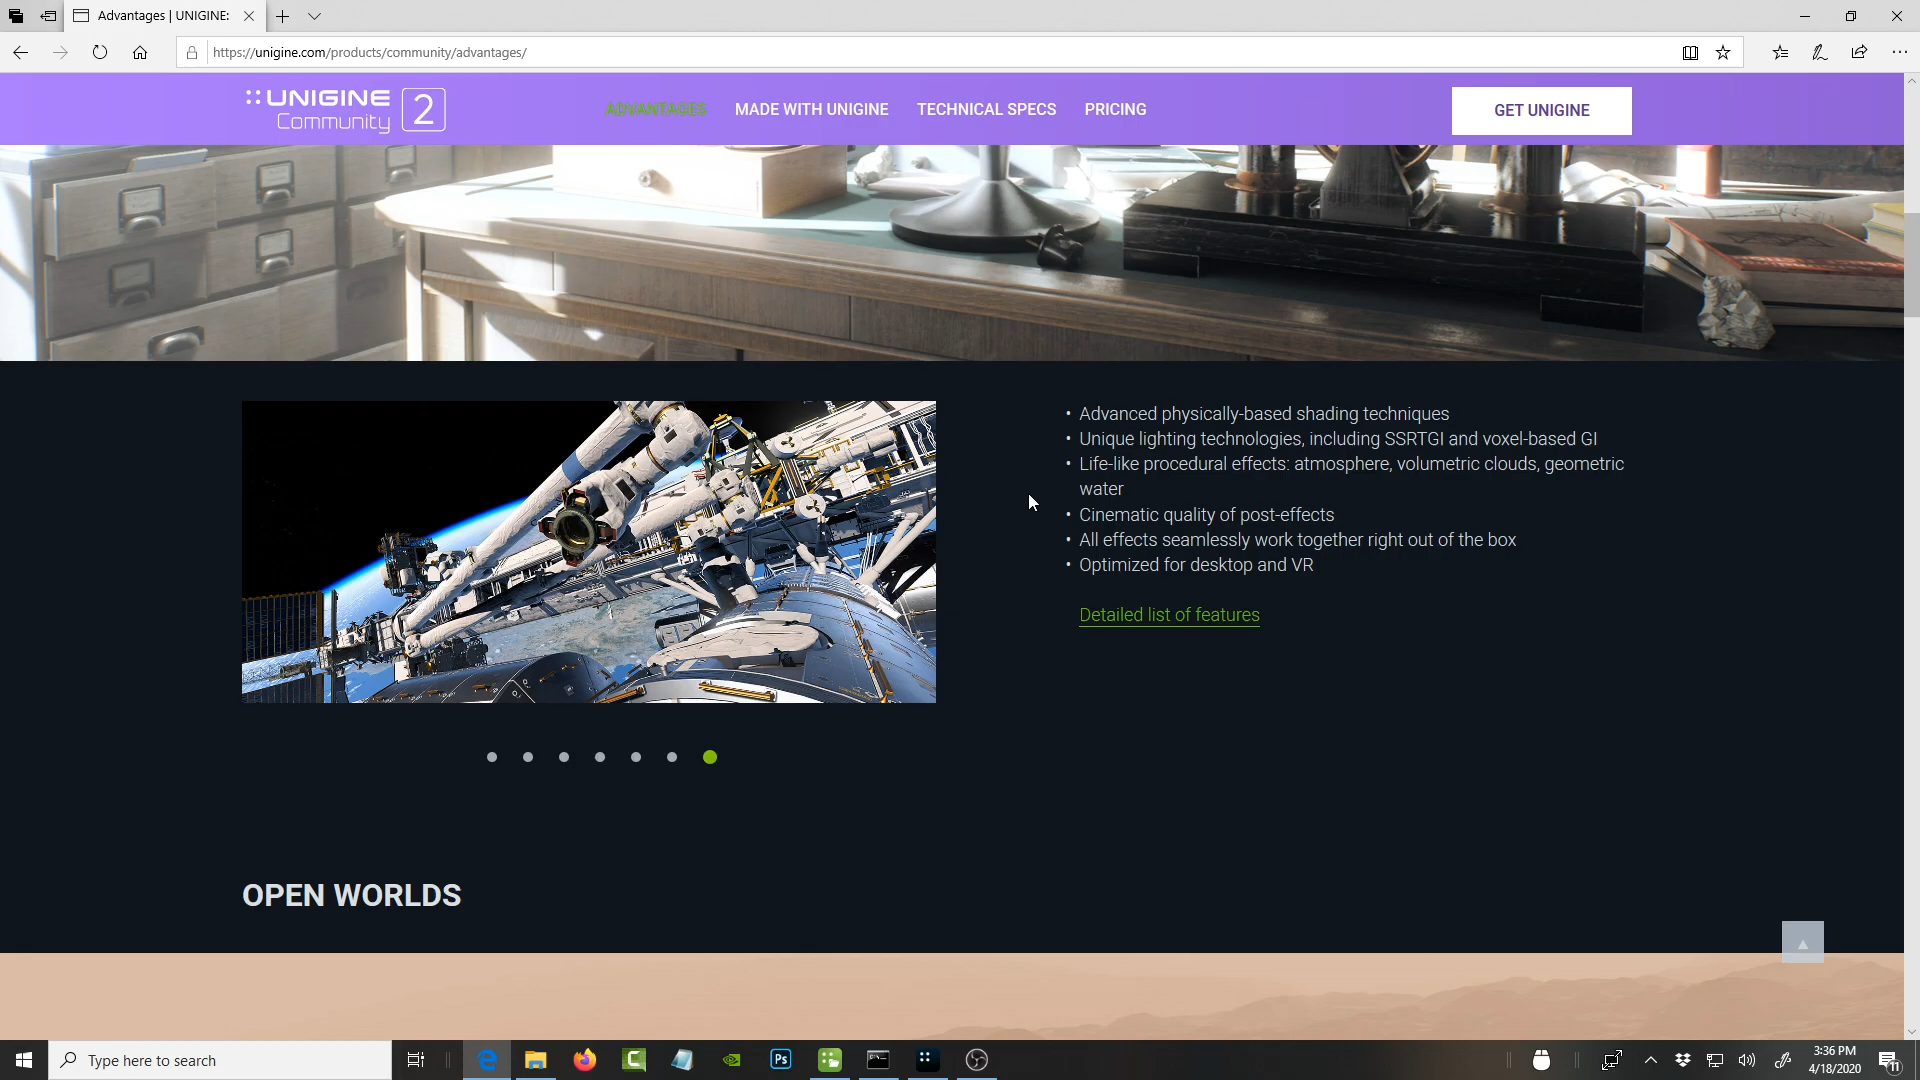 Advantages | UNIGINE:
https://unigine.com/products/community/advantages/
UNIGINE
Community 2
ADVANTAGES
MADE WITH UNIGINE
TECHNICAL SPECS
PRICING
GET UNIGINE
• Advanced physically-based shading techniques
• Unique lighting technologies, including SSRTGI and voxel-based GI
• Life-like procedural effects: atmosphere, volumetric clouds, geometric
water
• Cinematic quality of post-effects
• All effects seamlessly work together right out of the box
• Optimized for desktop and VR
Detailed list of features
OPEN WORLDS
Type here to search
Ps
3:36 PM
4/18/2020
11